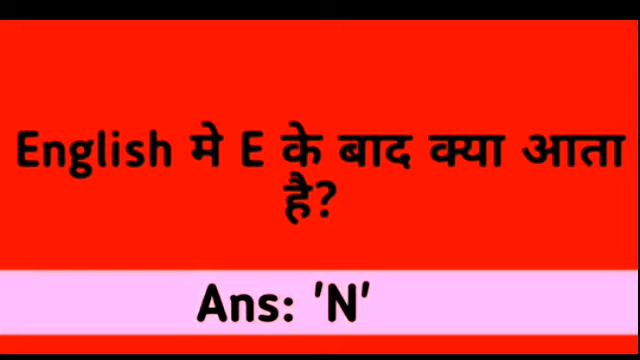 English मे E के बाद क्या आता
है?
Ans: 'N'